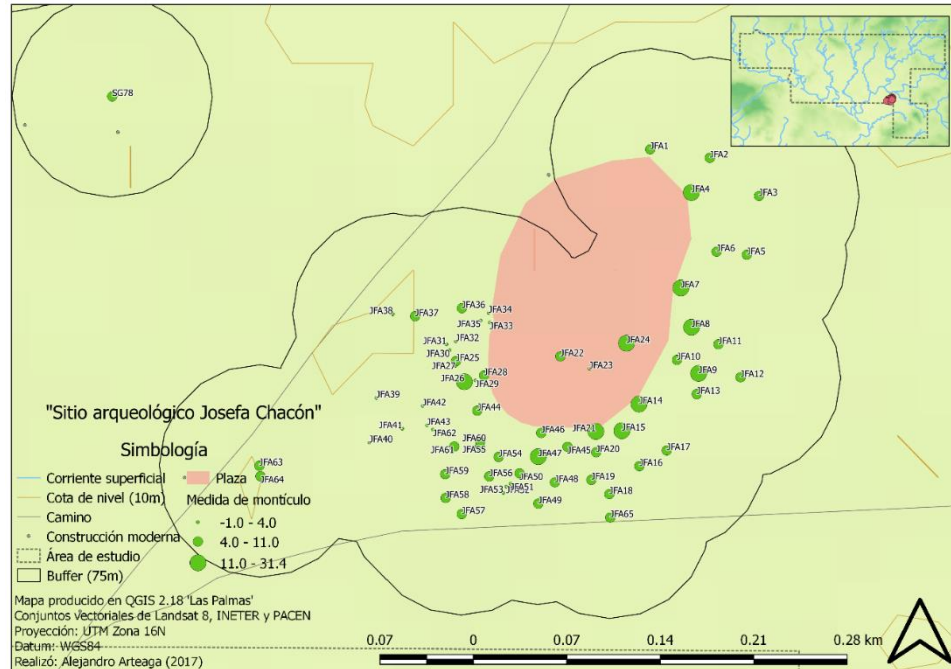 SG78
JFA1
JFA2
JFA4
JFA3
JFA6
JFA5
JFA7
JFA36
JFA34
JFA38
JFA37
JFA35
JFA33
JFA8
JFA31
JFA32
JFA24
JFA11
JFA30
JFA22
JFA25
JFA10
JFA27
JFA23
JFA28
JFA9
JFA12
JFA26
JFA29
JFA13
JFA39
JFA42
JFA14
JFA44
"Sitio arqueológico Josefa Chacón"
JFA41
JFA43
JFA62
JFA46
JFA21
JFA15
JFA40
JFA60
JFA61
JFA55
JFA45
JFA20
JFA17
Simbología
JFA54
JFA47
JFA63
JFA16
JFA64
JFA59
JFA56
JFA50
JFA48
JFA19
JFA53
JFA51
JFA52
JFA58
JFA18
JFA49
JFA57
JFA65
Corriente superficial
Plaza
Cota de nivel (10m)
Medida de montículo
Camino
-1.0 - 4.0
Construcción moderna
4.0 - 11.0
Área de estudio
11.0 - 31.4
Buffer (75m)
Mapa producido en QGIS 2.18 'Las Palmas'
Conjuntos vectoriales de Landsat 8, INETER y PACEN
Proyección: UTM Zona 16N
Datum: WGS84
Realizó: Alejandro Arteaga (2017)
0.07 0 0.07 0.14 0.21 0.28 km